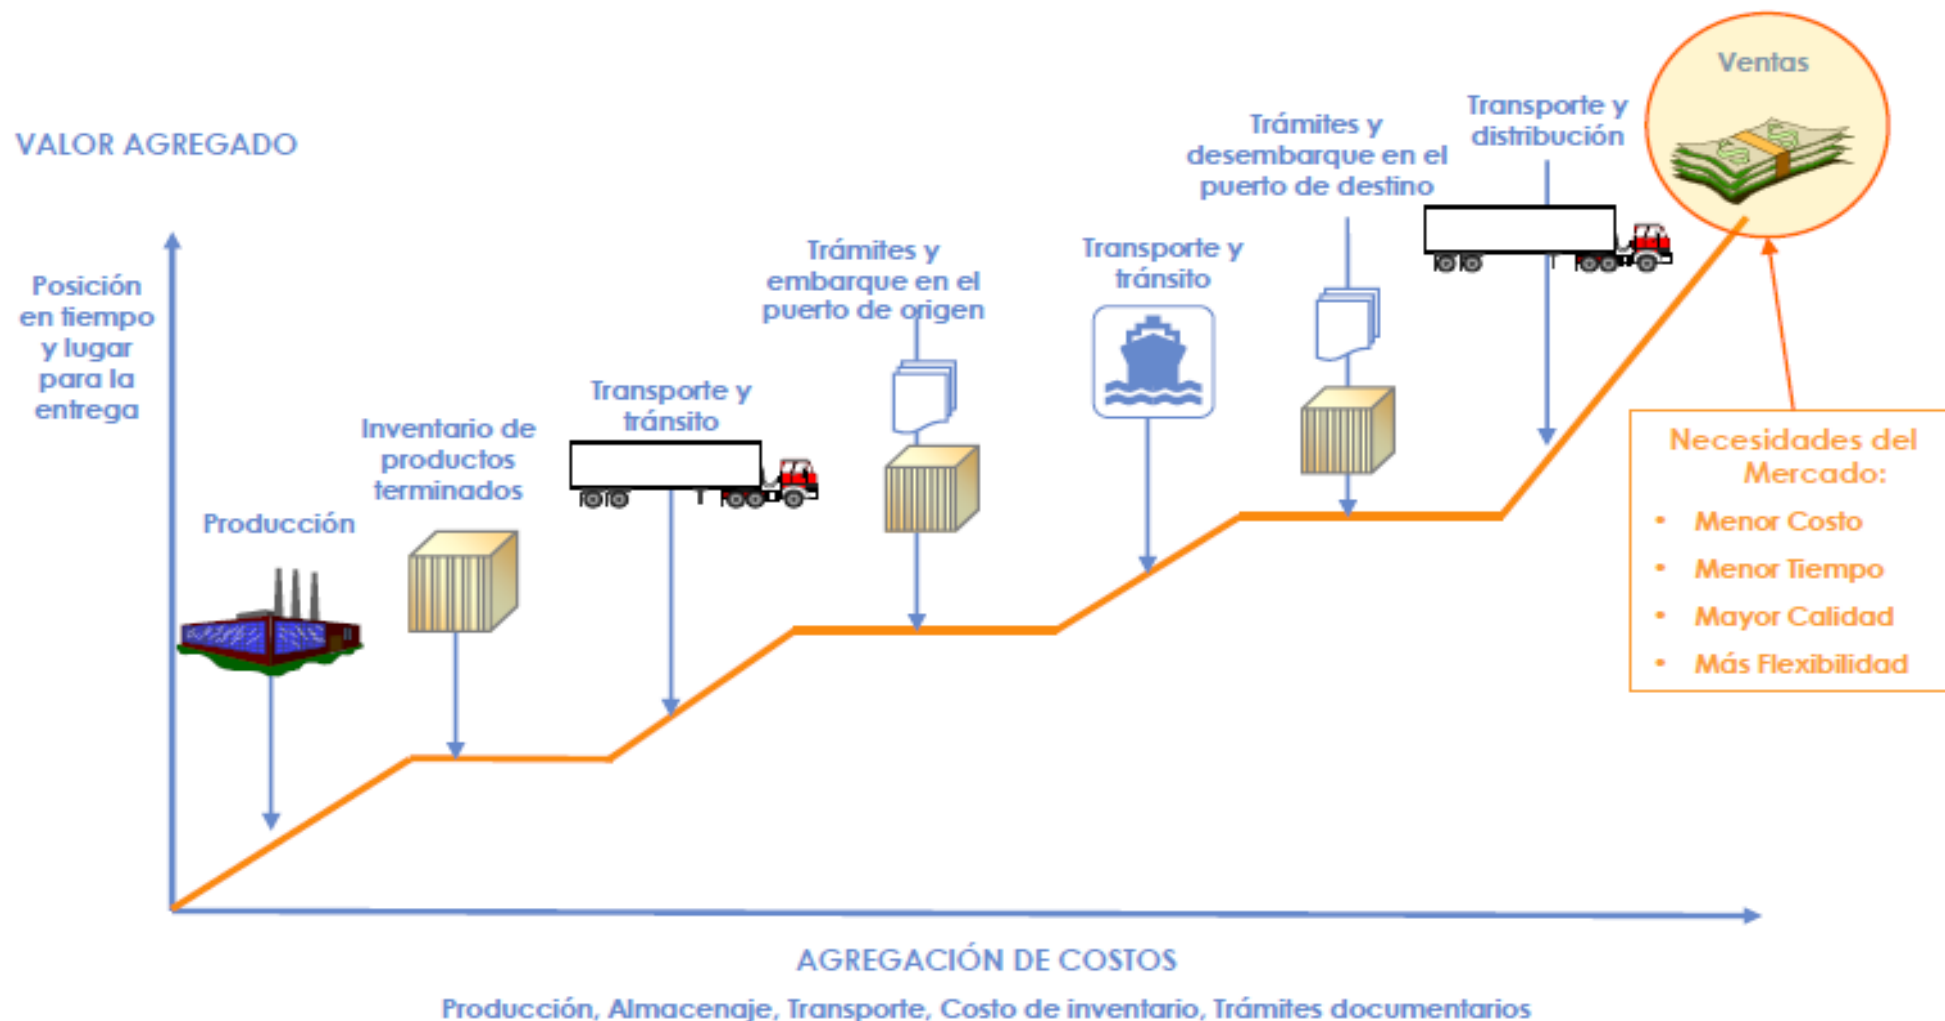 VALOR AGREGADO
Posición
en tiempo
y lugar
para la
entrega
Producción
Inventario de
productos
terminados
Transporte y
tránsito
Trámites y
embarque en el
puerto de origen
Transporte y
tránsito
Trámites y
desembarque en el
puerto de destino
Transporte y
distribución
Ventas
Necesidades del
Mercado:
• Menor Costo
• Menor Tiempo
• Mayor Calidad
• Más Flexibilidad
AGREGACIÓN DE COSTOS
Producción, Almacenaje, Transporte, Costo de inventario, Trámites documentarios